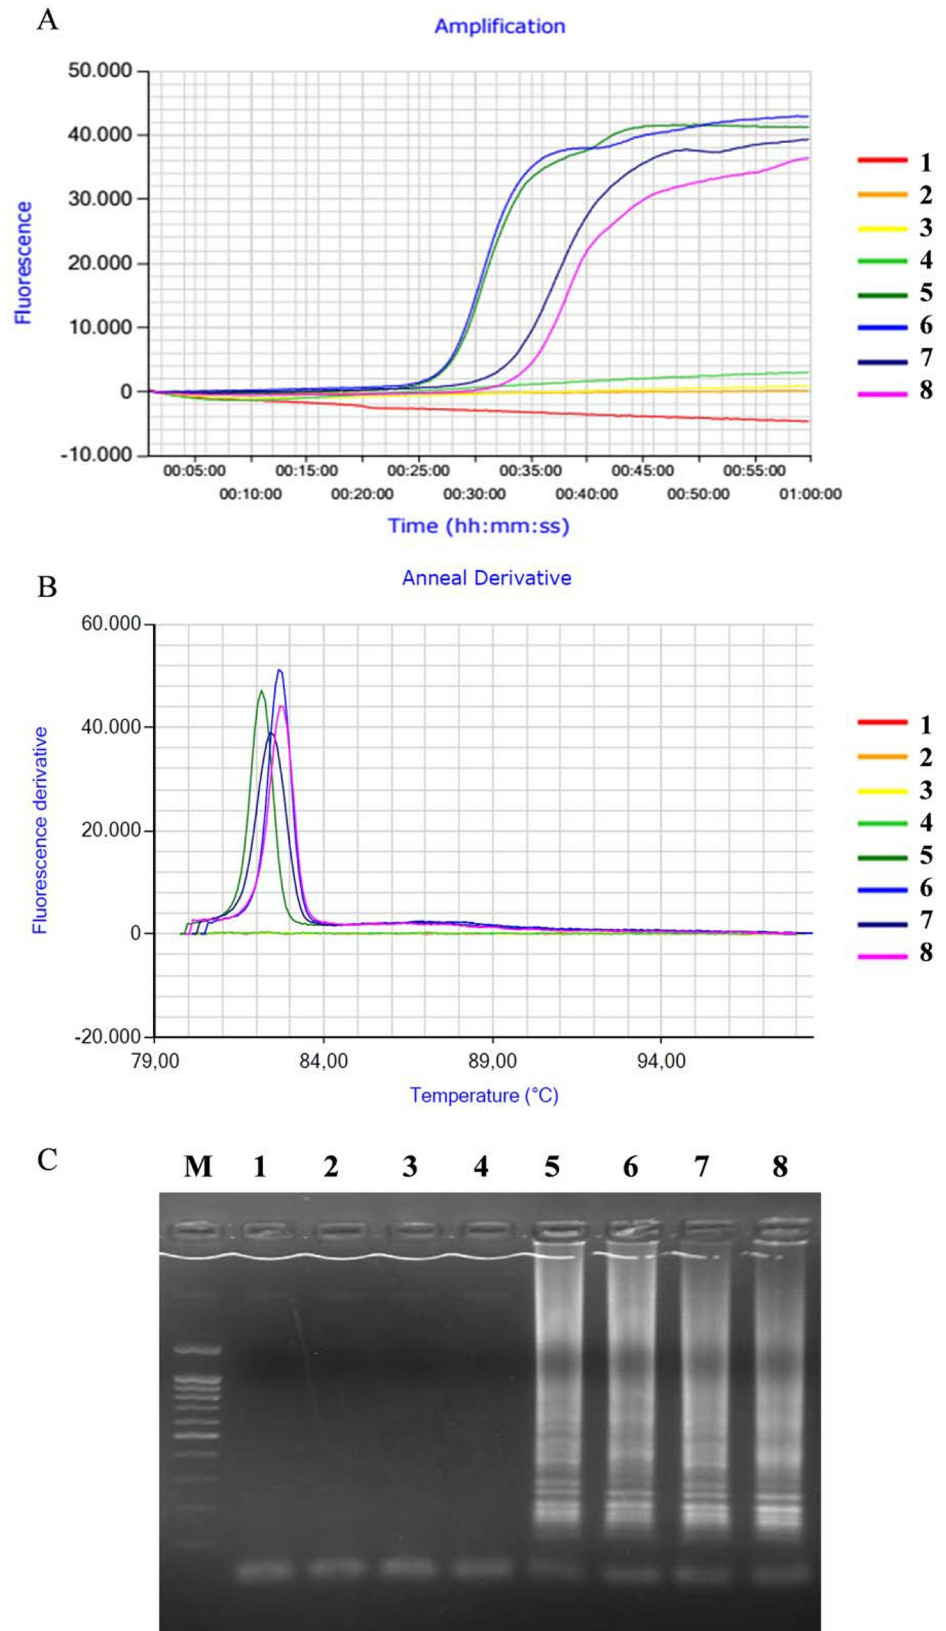 A
Amplification
50.000
40.000
30.000
20.000
10.000
0
-10.000
Fluorescence
00:05:00 00:15:00 00:25:00 00:35:00 00:45:00 00:55:00
00:10:00 00:20:00 00:30:00 00:40:00 00:50:00 01:00:00
Time (hh:mm:ss)
1
2
3
4
5
6
7
8
B
Anneal Derivative
60.000
40.000
20.000
0
-20.000
Fluorescence derivative
79,00 84,00 89,00 94,00
Temperature (°C)
1
2
3
4
5
6
7
8
C
M 1 2 3 4 5 6 7 8